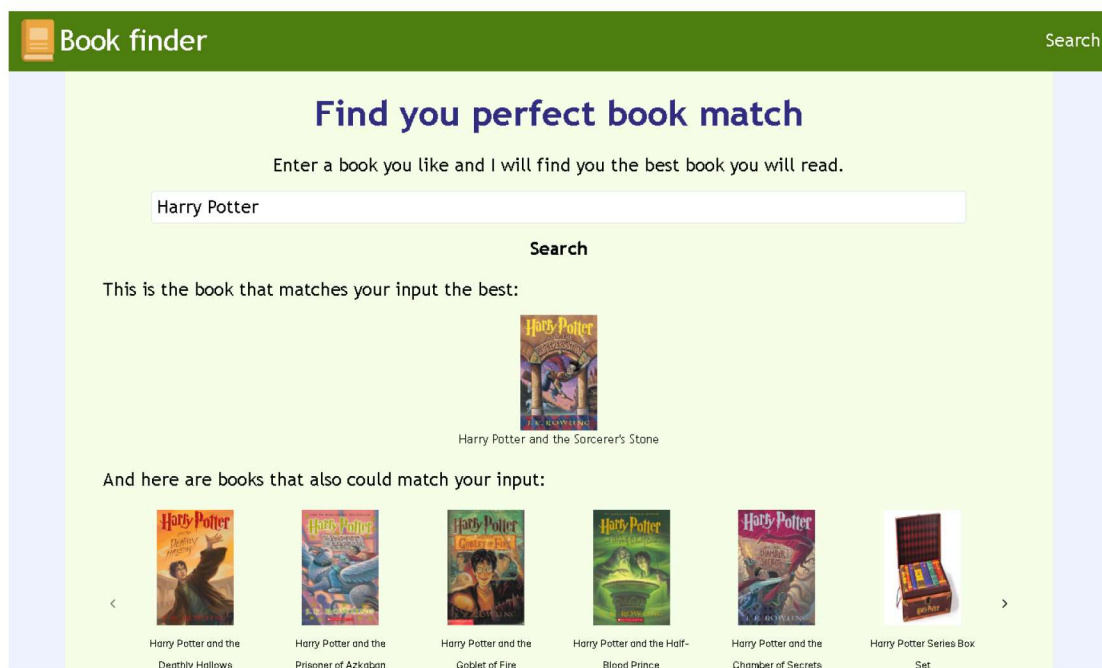 Book finder
Search
Find you perfect book match
Enter a book you like and I will find you the best book you will read.
Harry Potter
Search
This is the book that matches your input the best:
Harry Potter
J. K. ROWLING
Harry Potter and the Sorcerer's Stone
And here are books that also could match your input:
Harry Potter
Harry Potter
Harry Potter
Harry Potter
Harry Potter
Harry Potter and the
Deathly Hallows
Harry Potter and the
Prisoner of Azkaban
Harry Potter and the
Goblet of Fire
Harry Potter and the Half-
Blood Prince
Harry Potter and the
Chamber of Secrets
Harry Potter Series Box
Set